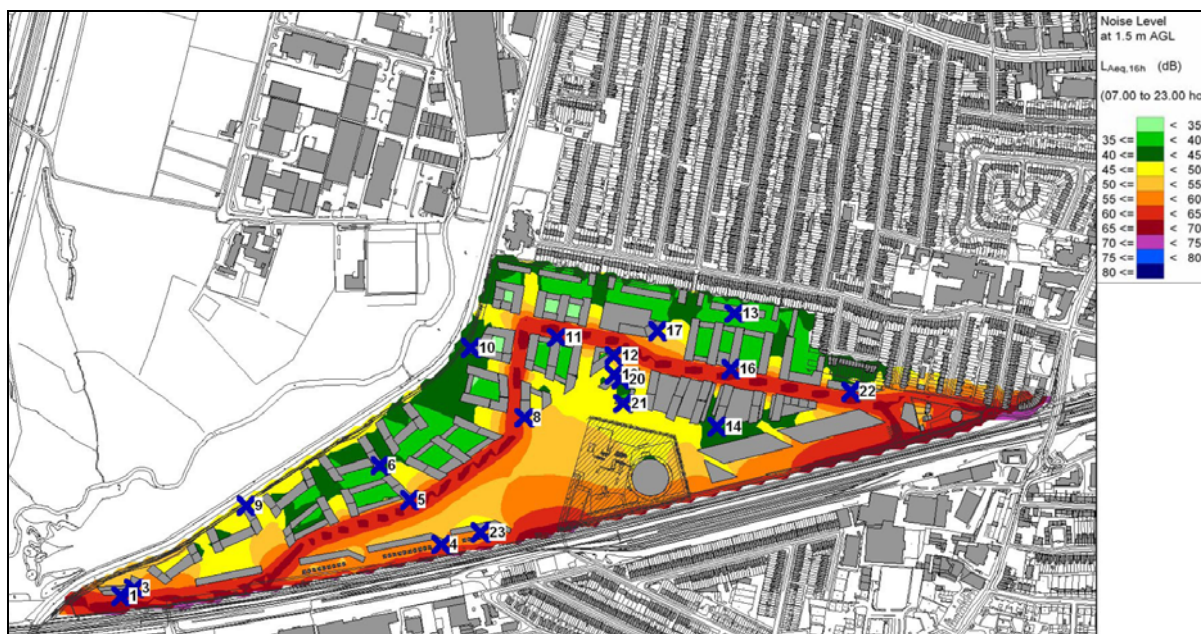 Noise Level
at 1.5 m AGL
LAeq,16h (dB)
(07.00 to 23.00 ho
< 35
35 <= < 40
40 <= < 45
45 <= < 50
50 <= < 55
55 <= < 60
60 <= < 65
65 <= < 70
70 <= < 75
75 <= < 80
80 <=
13
17
11
10
12
16
20
22
21
8
14
6
5
9
23
4
3
1